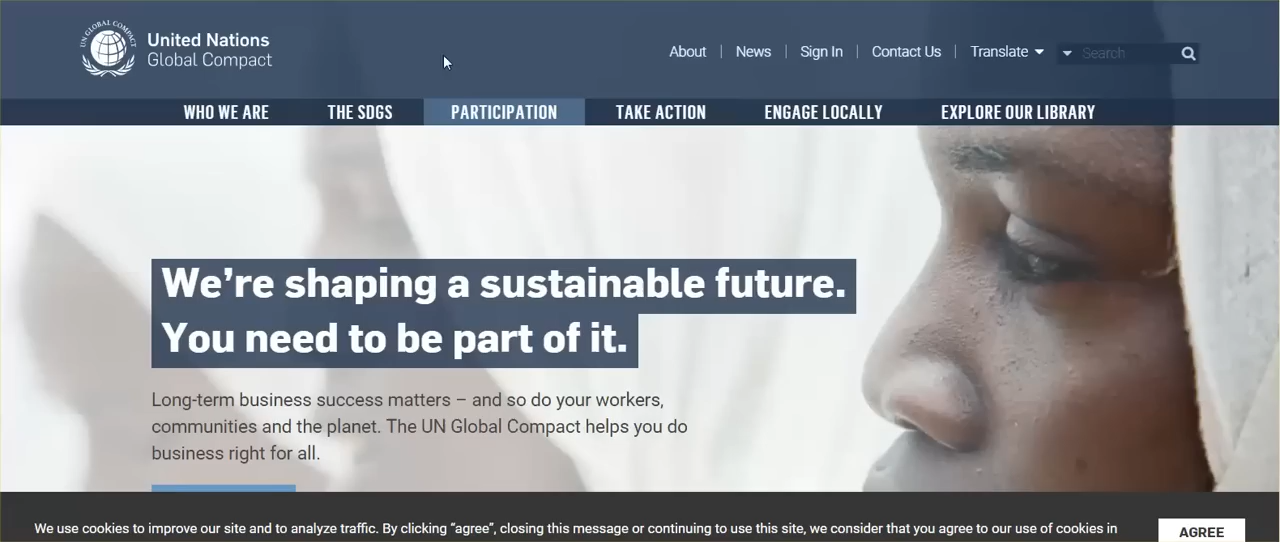 UN GLOBAL COMPACT
United Nations
Global Compact
About | News | Sign In | Contact Us | Translate Search
WHO WE ARE THE SDGS PARTICIPATION TAKE ACTION ENGAGE LOCALLY EXPLORE OUR LIBRARY
We're shaping a sustainable future.
You need to be part of it.
Long-term business success matters – and so do your workers,
communities and the planet. The UN Global Compact helps you do
business right for all.
We use cookies to improve our site and to analyze traffic. By clicking “agree”, closing this message or continuing to use this site, we consider that you agree to our use of cookies in
AGREE